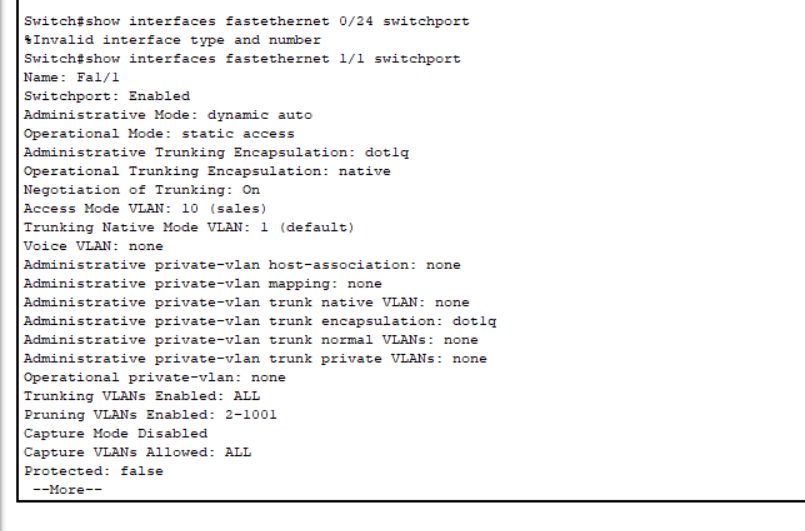 Switch#show interfaces fastethernet 0/24 switchport
%Invalid interface type and number
Switch#show interfaces fastethernet 1/1 switchport
Name: Fa1/1
Switchport: Enabled
Administrative Mode: dynamic auto
Operational Mode: static access
Administrative Trunking Encapsulation: dot1q
Operational Trunking Encapsulation: native
Negotiation of Trunking: On
Access Mode VLAN: 10 (sales)
Trunking Native Mode VLAN: 1 (default)
Voice VLAN: none
Administrative private-vlan host-association: none
Administrative private-vlan mapping: none
Administrative private-vlan trunk native VLAN: none
Administrative private-vlan trunk encapsulation: dot1q
Administrative private-vlan trunk normal VLANs: none
Administrative private-vlan trunk private VLANs: none
Operational private-vlan: none
Trunking VLANs Enabled: ALL
Pruning VLANs Enabled: 2-1001
Capture Mode Disabled
Capture VLANs Allowed: ALL
Protected: false
--More--